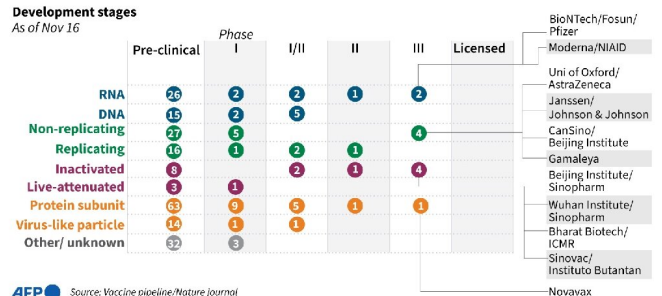 Development stages
As of Nov 16
Phase
Pre-clinical I I/II II III Licensed
RNA 26 2 2 1 2
DNA 15 2 5
Non-replicating 27 5 4
Replicating 16 1 2 1
Inactivated 8 2 1 4
Live-attenuated 3 1
Protein subunit 63 9 5 1 1
Virus-like particle 14 1 1
Other/ unknown 32 3
BioNTech/Fosun/
Pfizer
Moderna/NIAID
Uni of Oxford/
AstraZeneca
Janssen/
Johnson & Johnson
CanSino/
Beijing Institute
Gamaleya
Beijing Institute/
Sinopharm
Wuhan Institute/
Sinopharm
Bharat Biotech/
ICMR
Sinovac/
Instituto Butantan
Novavax
AFP Source: Vaccine pipeline/Nature journal